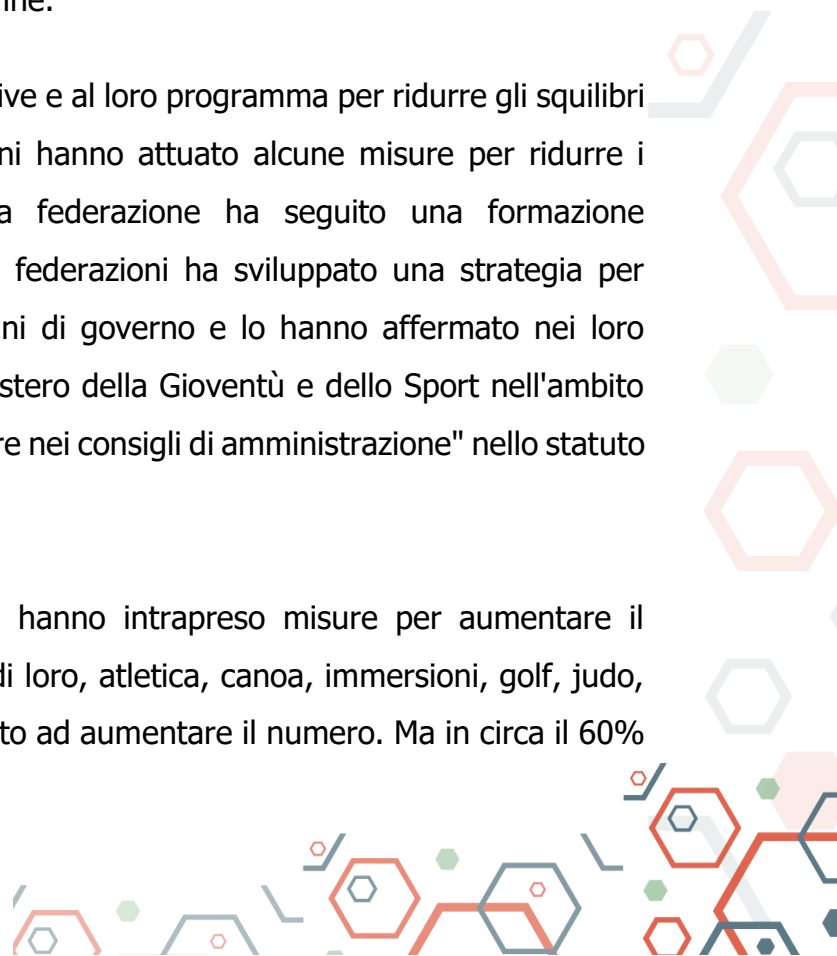 ive e al loro programma per ridurre gli squilibri
ni hanno attuato alcune misure per ridurre i
a federazione ha seguito una formazione
federazioni ha sviluppato una strategia per
ni di governo e lo hanno affermato nei loro
stero della Gioventù e dello Sport nell'ambito
re nei consigli di amministrazione" nello statuto
hanno intrapreso misure per aumentare il
di loro, atletica, canoa, immersioni, golf, judo,
to ad aumentare il numero. Ma in circa il 60%